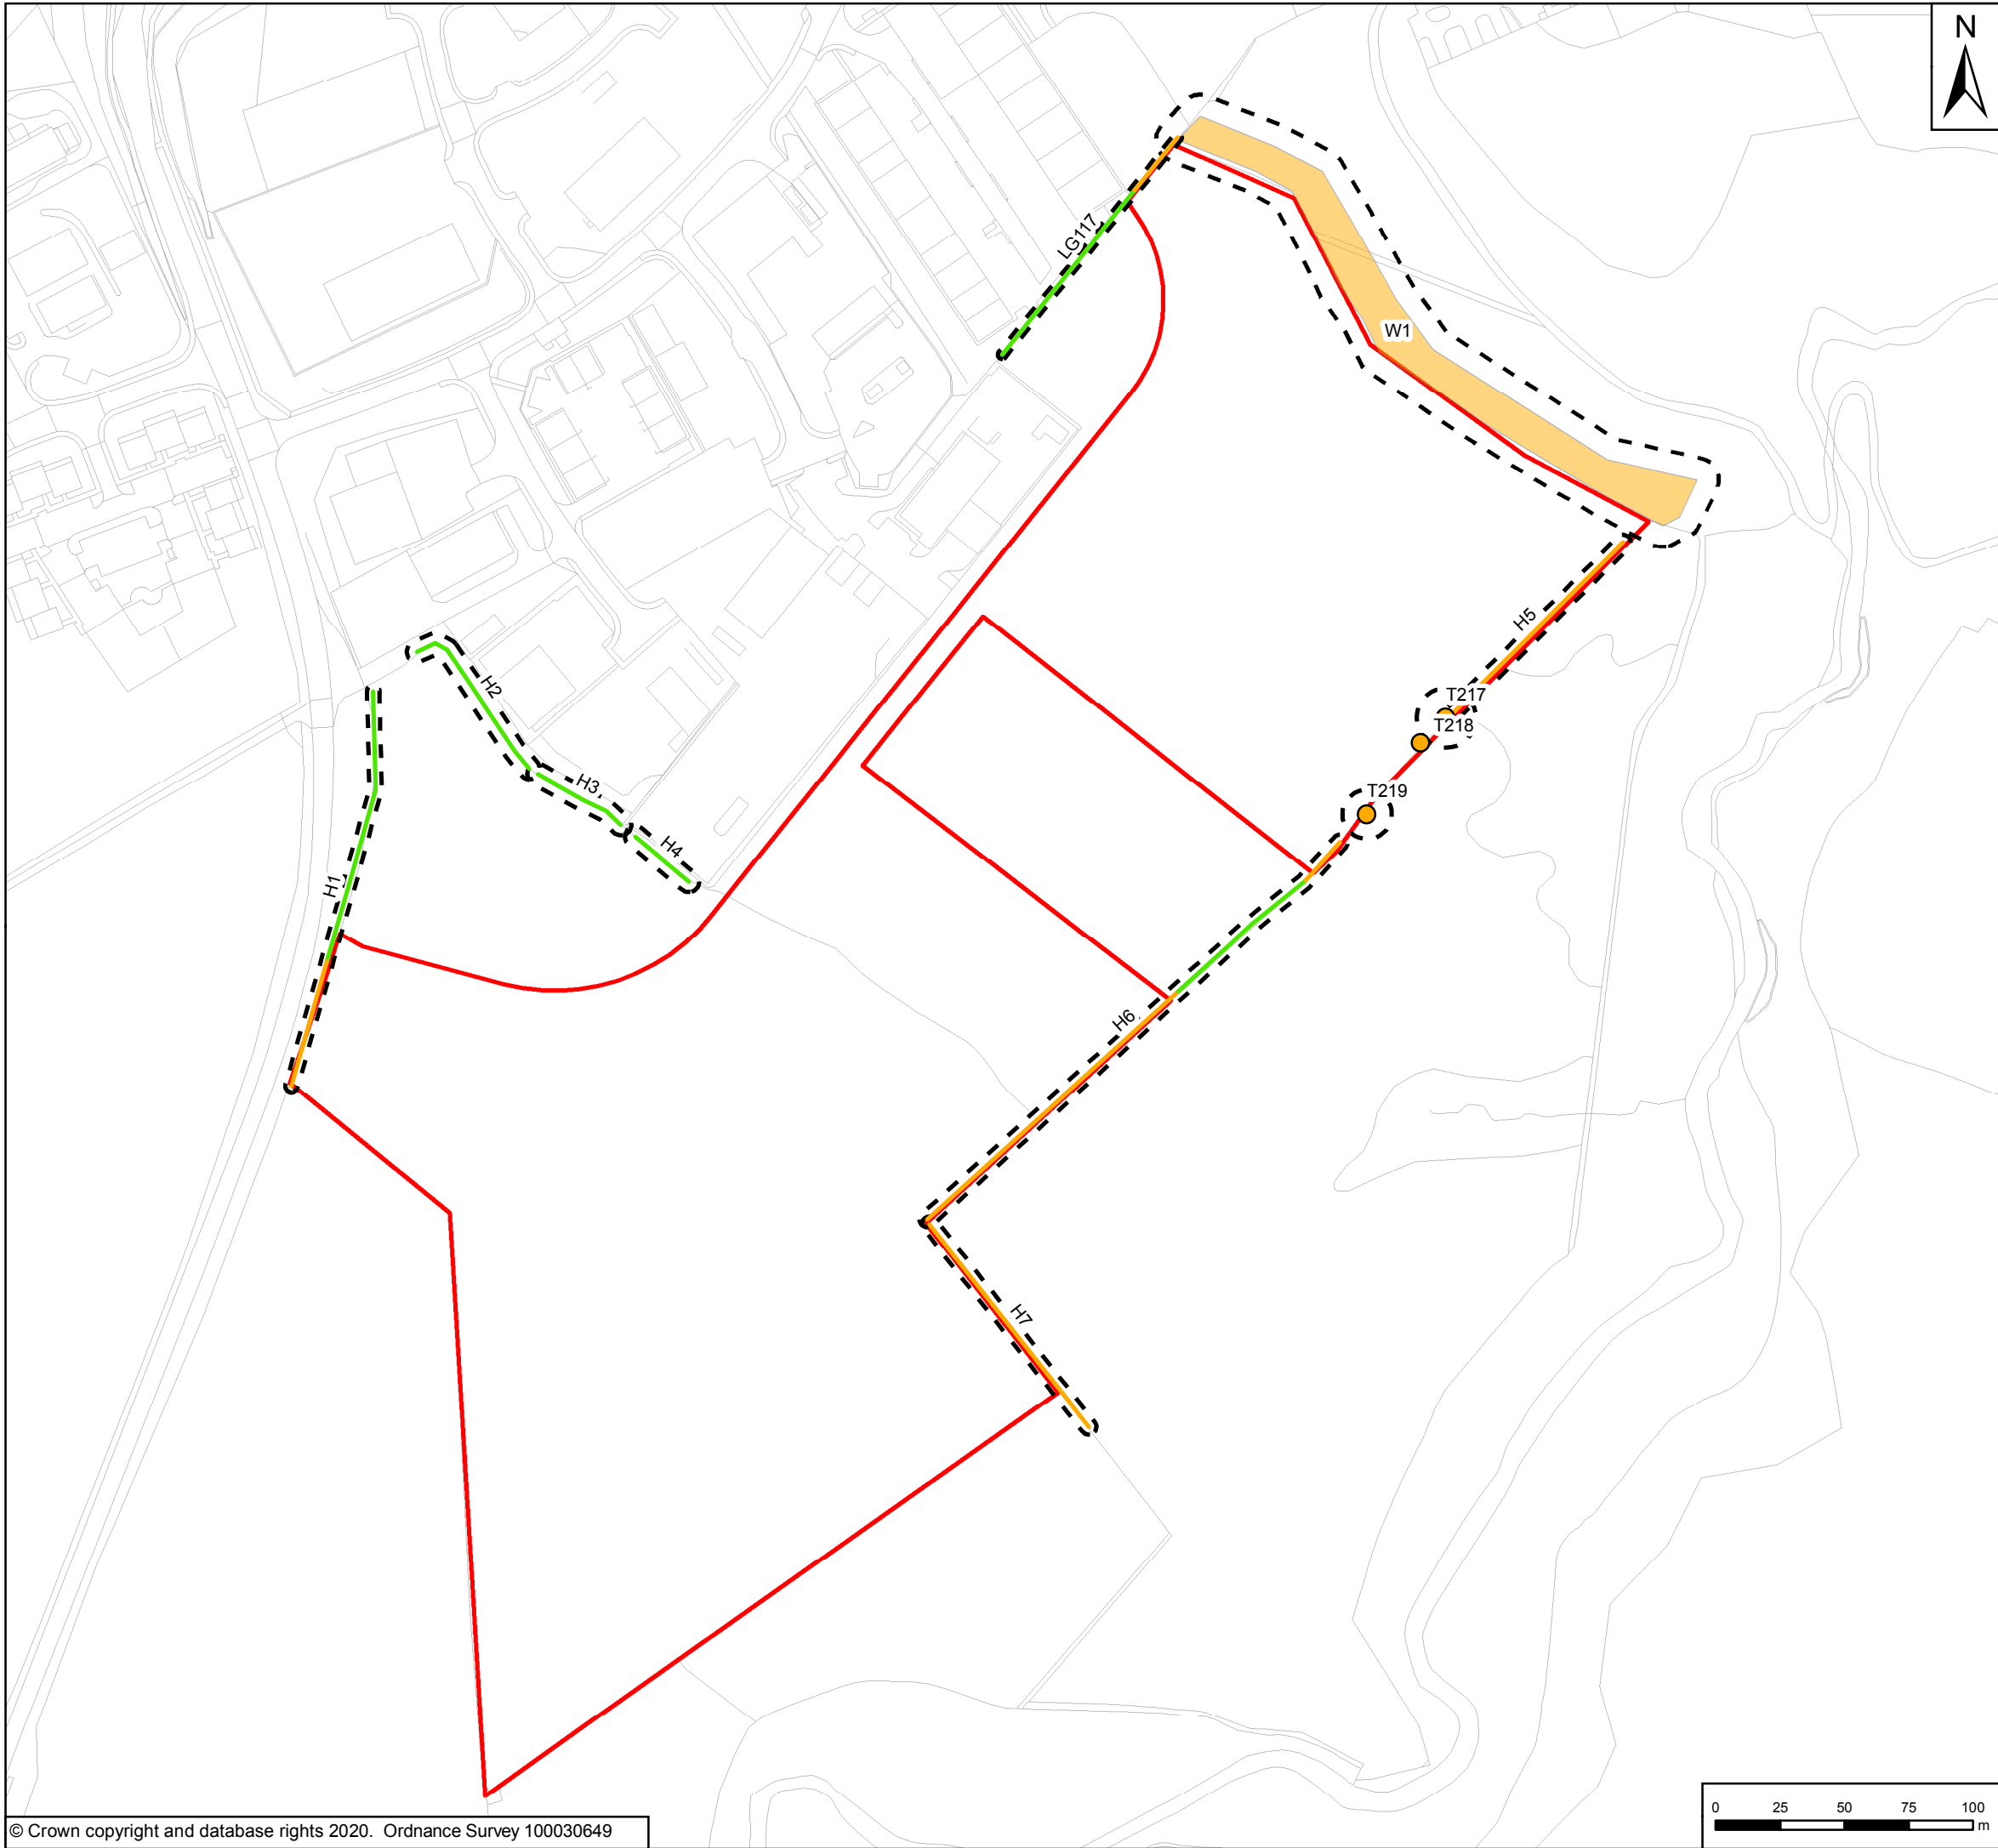 N
LG117
W1
H5
H2
T217
T218
H3
T219
H4
H1
H6
H7
0 25 50 75 100
m
© Crown copyright and database rights 2020. Ordnance Survey 100030649